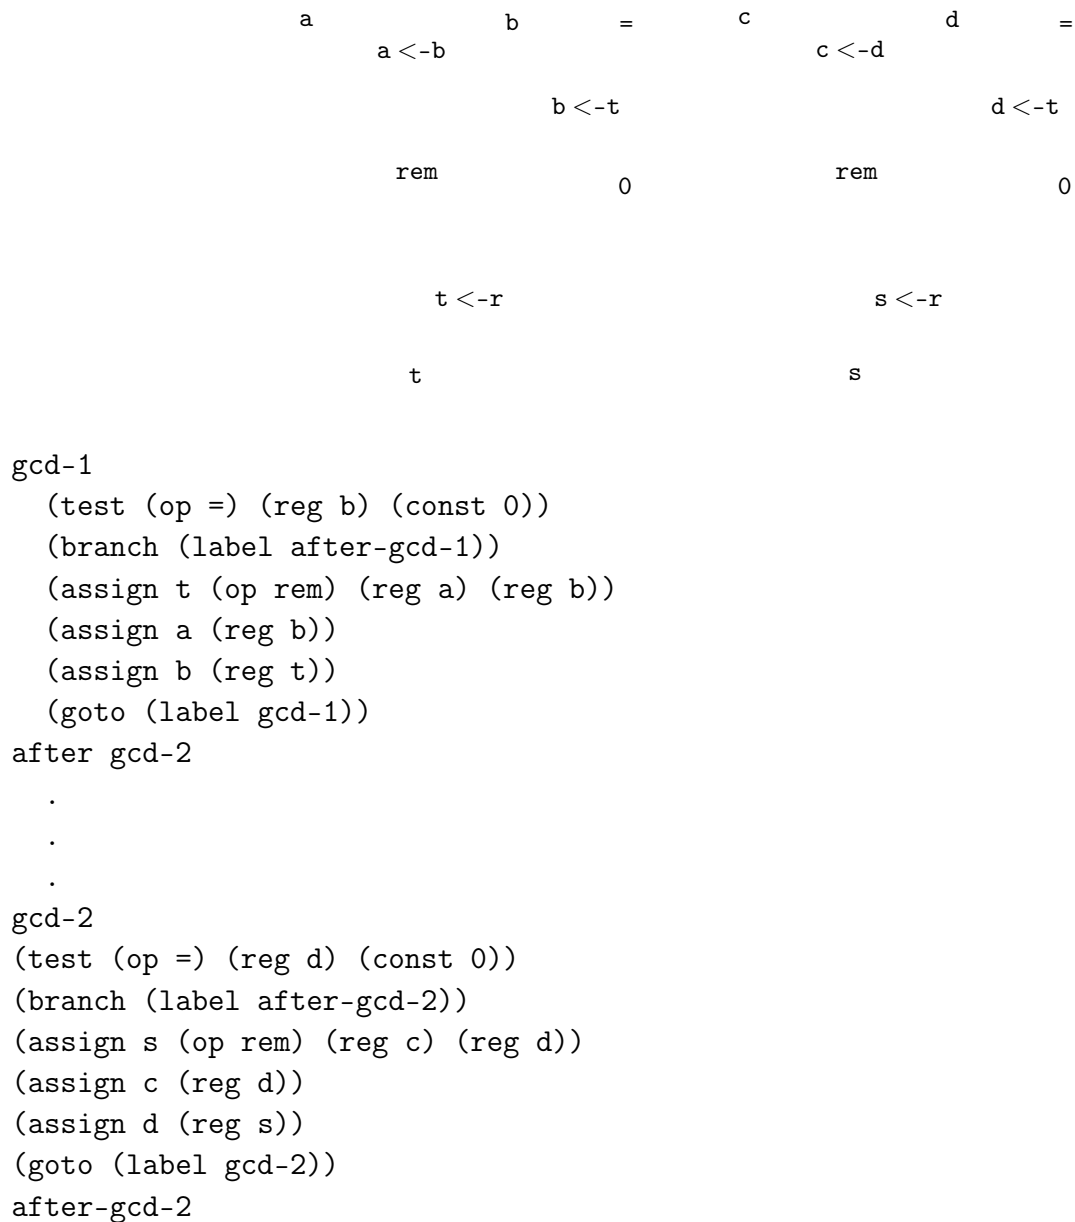 a b = c d =
a <-b c <-d
b <-t d <-t
rem 0 rem 0
t <-r s <-r
t s
gcd-1
(test (op =) (reg b) (const 0))
(branch (label after-gcd-1))
(assign t (op rem) (reg a) (reg b))
(assign a (reg b))
(assign b (reg t))
(goto (label gcd-1))
after gcd-2
.
.
.
gcd-2
(test (op =) (reg d) (const 0))
(branch (label after-gcd-2))
(assign s (op rem) (reg c) (reg d))
(assign c (reg d))
(assign d (reg s))
(goto (label gcd-2))
after-gcd-2